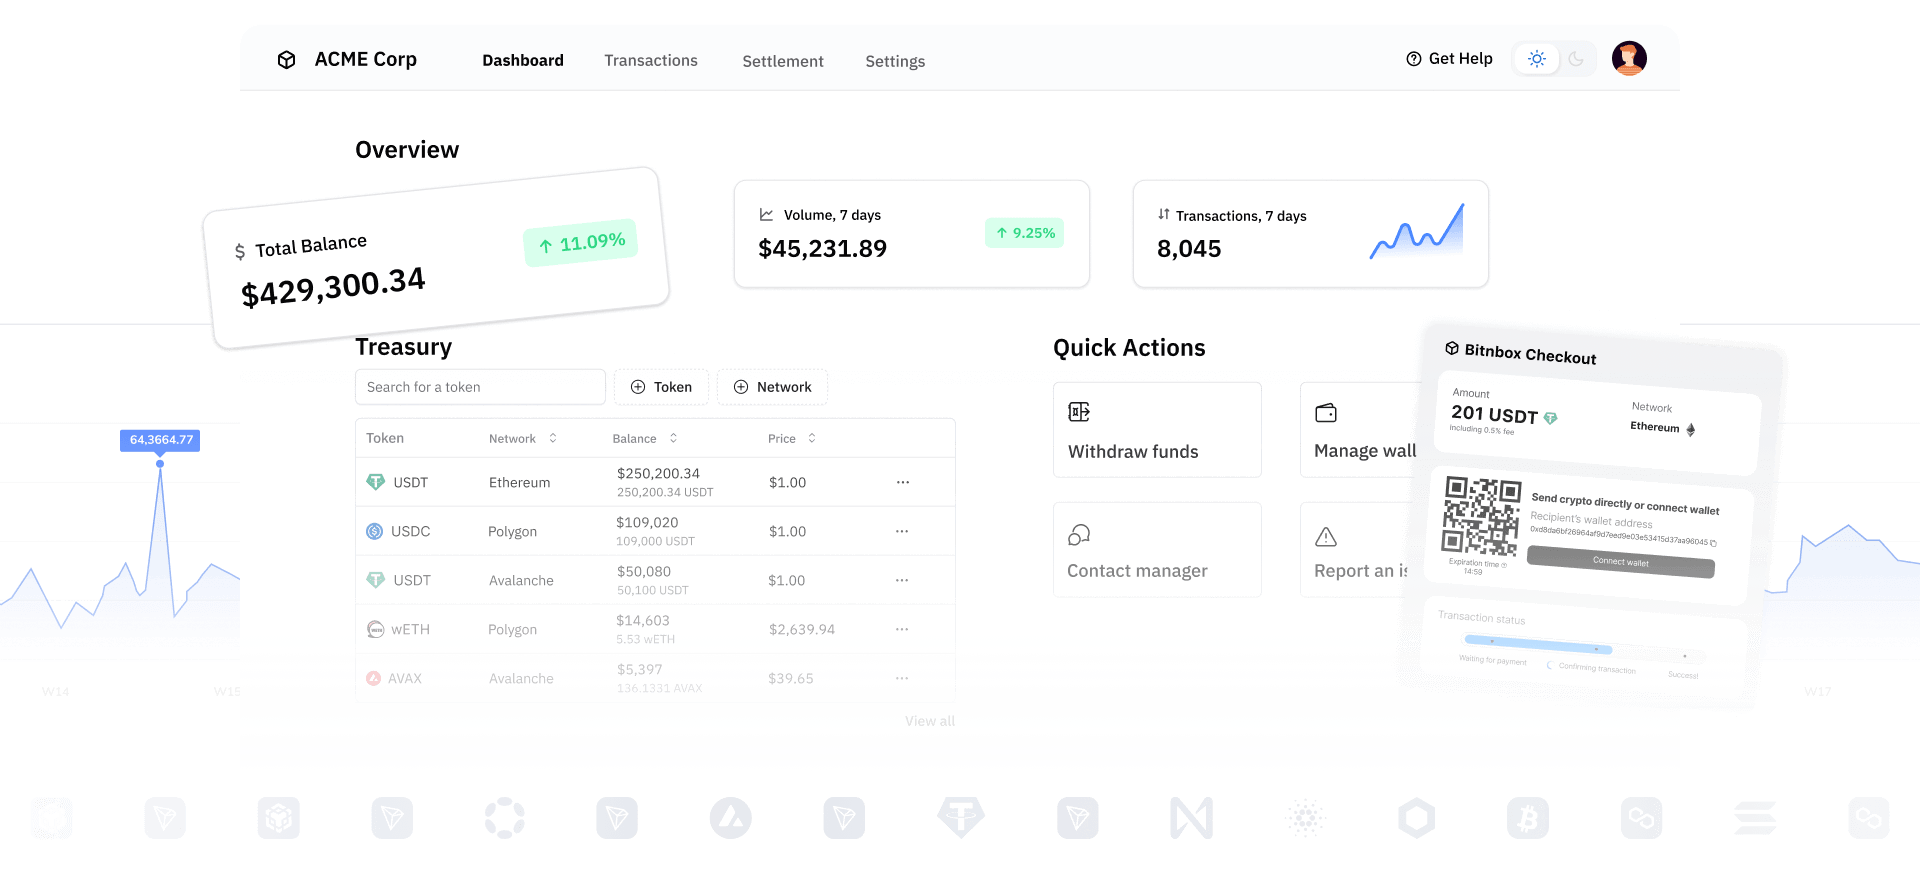 ACME Corp
Dashboard
Transactions
Settlement
Settings
Get Help
Overview
$ Total Balance
$429,300.34
↑ 11.09%
Volume, 7 days
$45,231.89
↑ 9.25%
Transactions, 7 days
8,045
Treasury
Search for a token
Token
Network
Token Network Balance Price
USDT Ethereum $250,200.34 $1.00 ...
250,200.34 USDT
USDC Polygon $109,020 $1.00 ...
109,000 USDT
USDT Avalanche $50,080 $1.00 ...
50,100 USDT
wETH Polygon $14,603 $2,639.94 ...
5.53 wETH
AVAX Avalanche $5,397 $39.65 ...
136.1331 AVAX
View all
Quick Actions
Withdraw funds
Manage wall
Contact manager
Report an is
Bitnbox Checkout
Amount
201 USDT
including 0.5% fee
Network
Ethereum
Send crypto directly or connect wallet
Recipient's wallet address
0xd8da6bf26964af9d7eed9e03e53415d37aa96045
Connect wallet
Expiration time
14:59
Transaction status
Waiting for payment
Confirming transaction
Success!
64,3664.77
W14
W15
W17